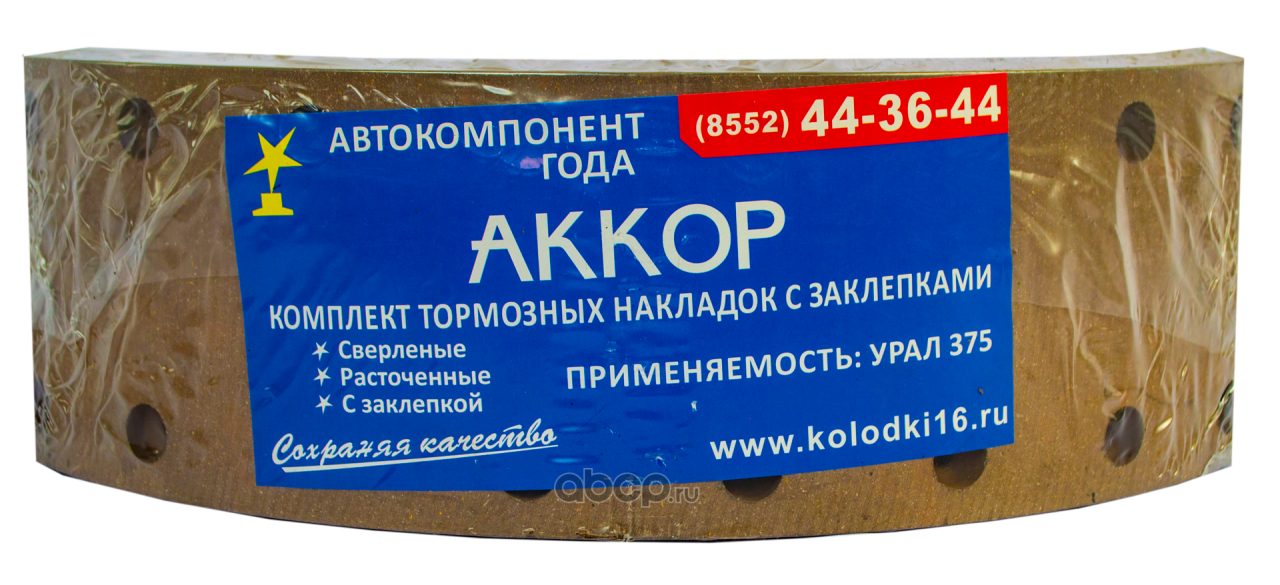 АВТОКОМПОНЕНТ
ГОДА
(8552) 44-36-44
АККОР
КОМПЛЕКТ ТОРМОЗНЫХ НАКЛАДОК С ЗАКЛЕПКАМИ
Сверленые
Расточенные
С заклепкой
ПРИМЕНЯЕМОСТЬ: УРАЛ 375
Сохраняя качество
www.kolodki16.ru
abcp.ru